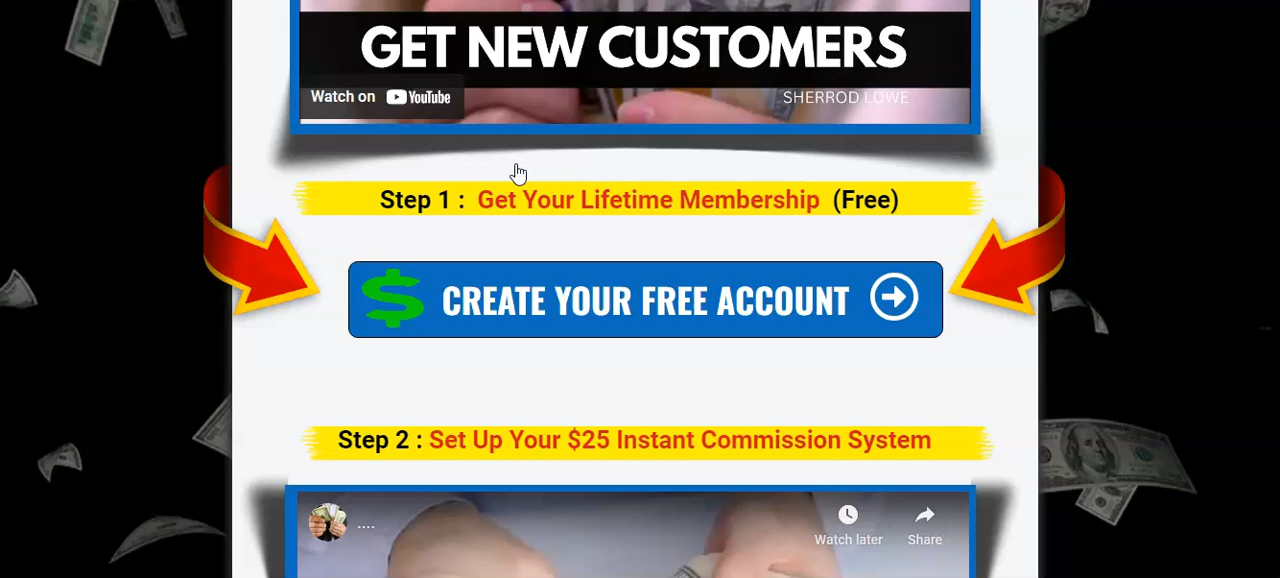 GET NEW CUSTOMERS
Watch on YouTube
SHERROD LOWE
Step 1 : Get Your Lifetime Membership (Free)
CREATE YOUR FREE ACCOUNT
Step 2 : Set Up Your $25 Instant Commission System
....
Watch later
Share